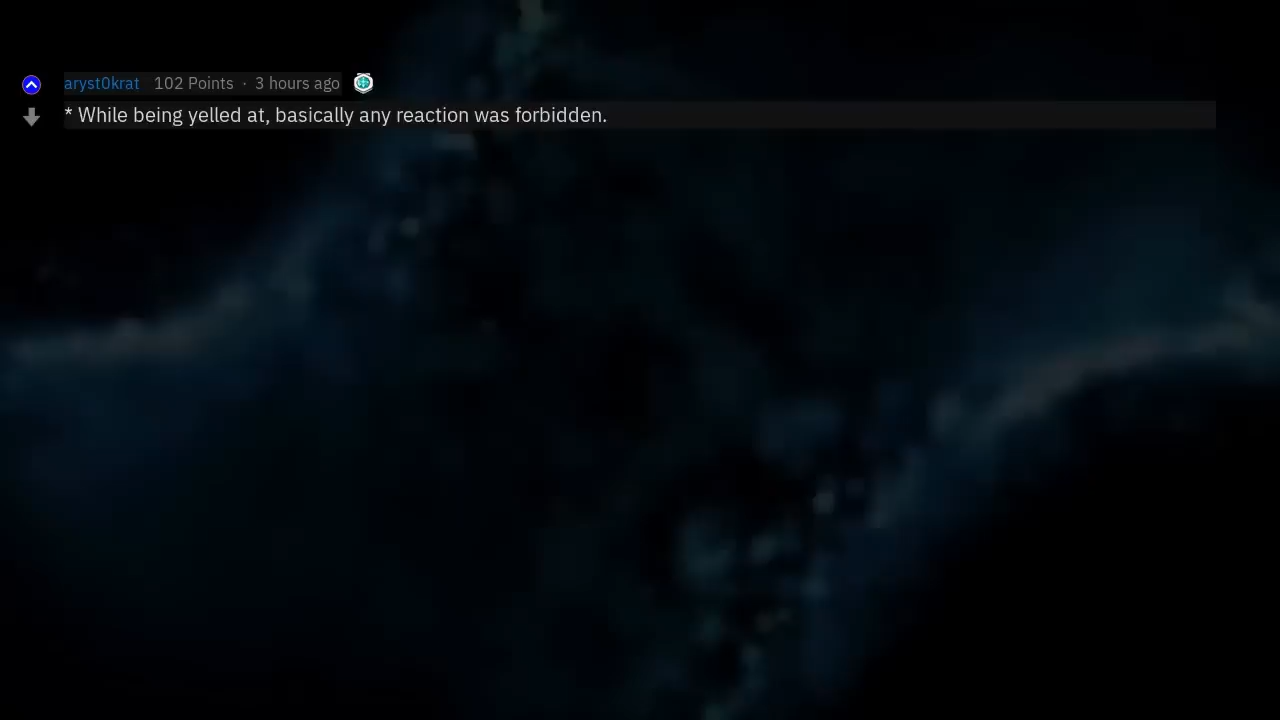 aryst0krat 102 Points · 3 hours ago
* While being yelled at, basically any reaction was forbidden.